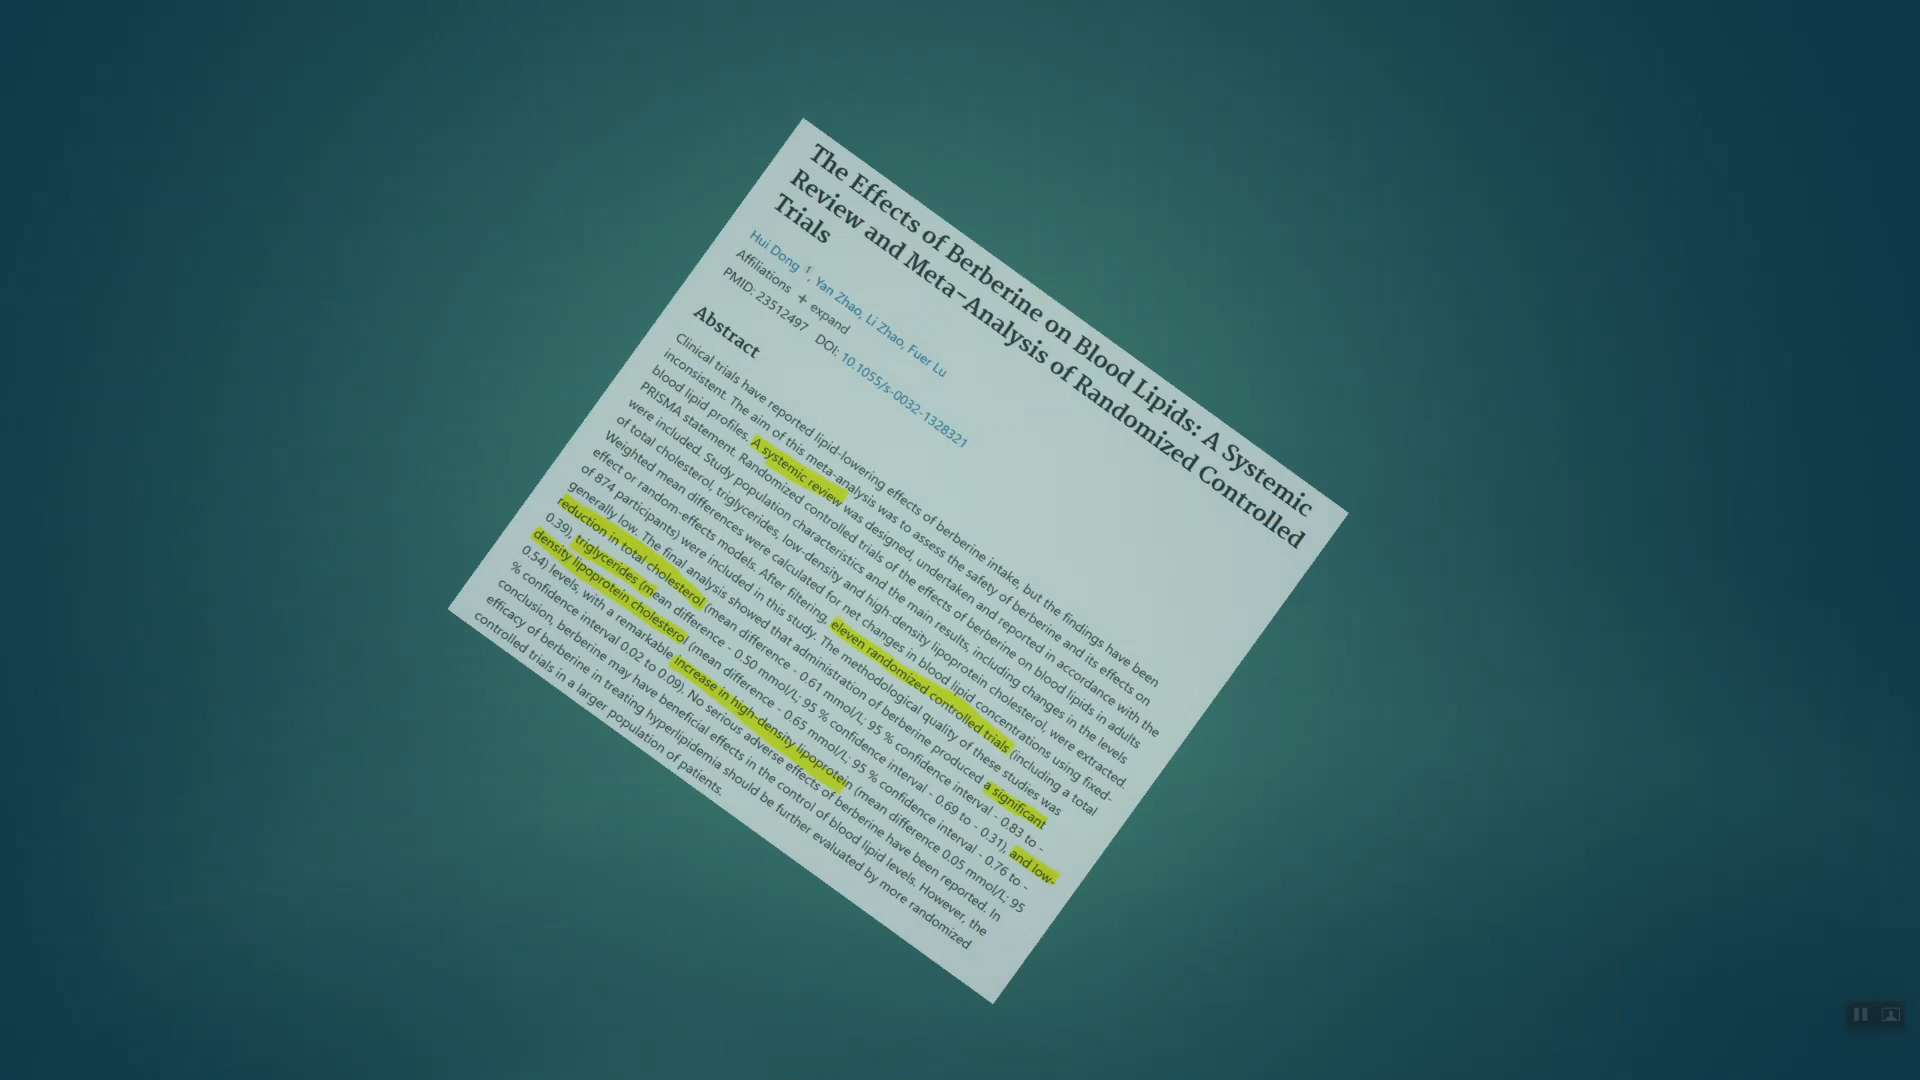 The Effects of Berberine on Blood Lipids: A Systemic
Review and Meta-Analysis of Randomized Controlled
Trials
Hui Dong 1, Yan Zhao, Li Zhao, Fuer Lu
Affiliations + expand
PMID: 23512497 DOI: 10.1055/s-0032-1328321
Abstract
Clinical trials have reported lipid-lowering effects of berberine intake, but the findings have been
inconsistent. The aim of this meta-analysis was to assess the safety of berberine and its effects on
blood lipid profiles. A systemic review was designed, undertaken and reported in accordance with the
PRISMA statement. Randomized controlled trials of the effects of berberine on blood lipids in adults
were included. Study population characteristics and the main results, including changes in the levels
of total cholesterol, triglycerides, low-density and high-density lipoprotein cholesterol, were extracted.
Weighted mean differences were calculated for net changes in blood lipid concentrations using fixed-
effect or random-effects models. After filtering, eleven randomized controlled trials (including a total
of 874 participants) were included in this study. The methodological quality of these studies was
generally low. The final analysis showed that administration of berberine produced a significant
reduction in total cholesterol (mean difference - 0.61 mmol/L; 95 % confidence interval - 0.83 to -
0.39), triglycerides (mean difference - 0.50 mmol/L; 95 % confidence interval - 0.69 to - 0.31), and low-
density lipoprotein cholesterol (mean difference - 0.65 mmol/L; 95 % confidence interval - 0.76 to -
0.54) levels, with a remarkable increase in high-density lipoprotein (mean difference 0.05 mmol/L; 95
% confidence interval 0.02 to 0.09). No serious adverse effects of berberine have been reported. In
conclusion, berberine may have beneficial effects in the control of blood lipid levels. However, the
efficacy of berberine in treating hyperlipidemia should be further evaluated by more randomized
controlled trials in a larger population of patients.